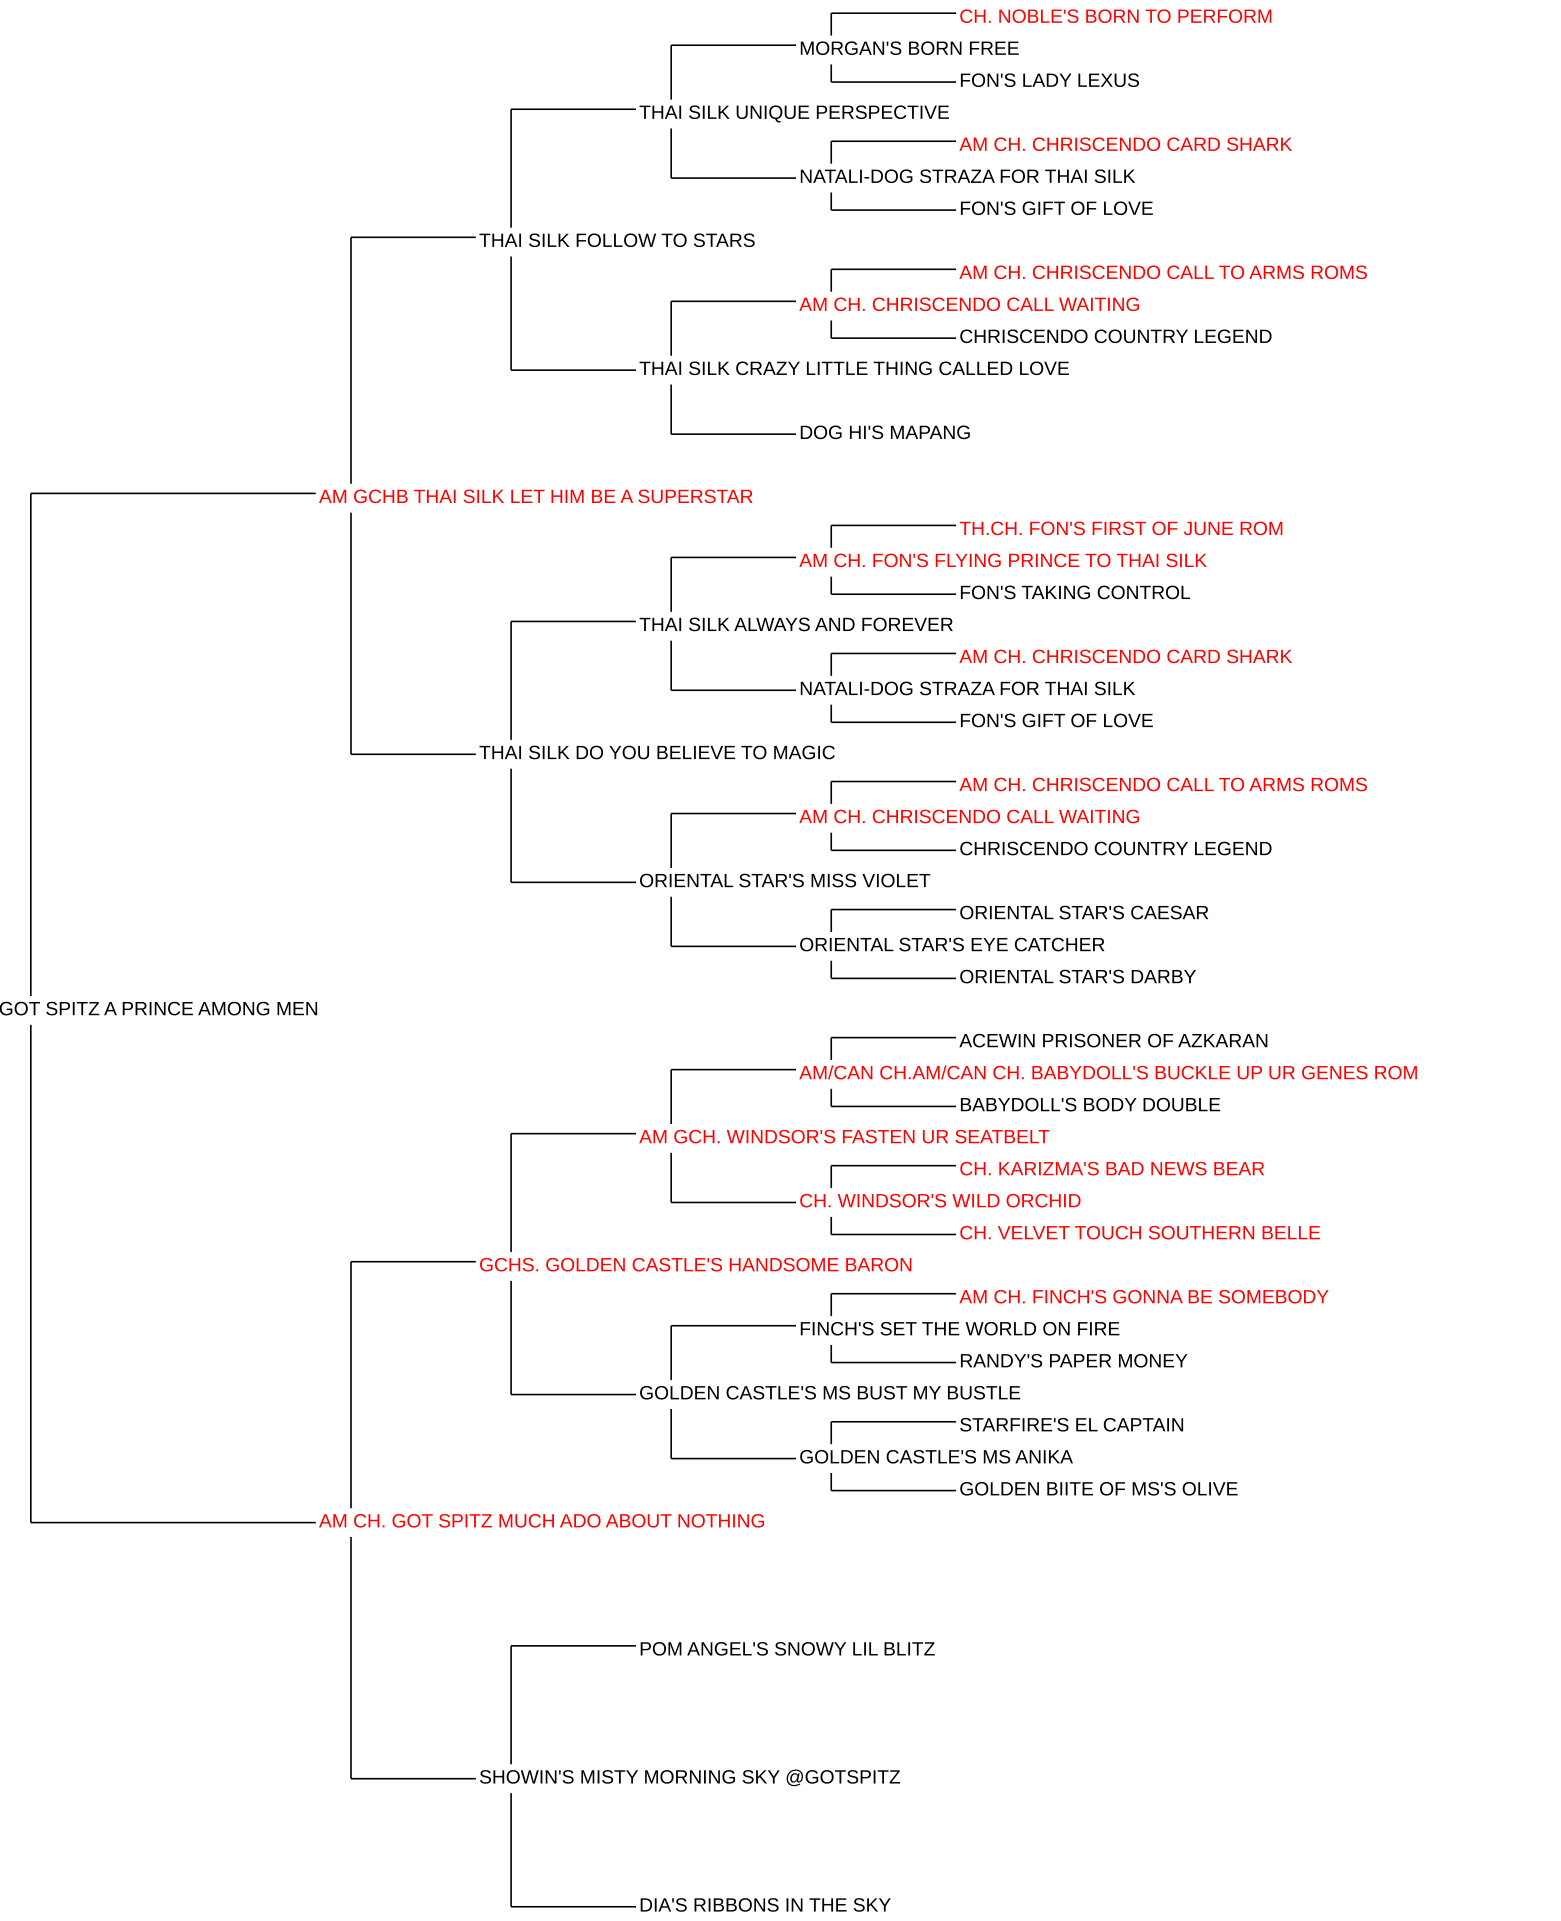 CH. NOBLE'S BORN TO PERFORM
MORGAN'S BORN FREE
FON'S LADY LEXUS
THAI SILK UNIQUE PERSPECTIVE
AM CH. CHRISCENDO CARD SHARK
NATALI-DOG STRAZA FOR THAI SILK
FON'S GIFT OF LOVE
THAI SILK FOLLOW TO STARS
AM CH. CHRISCENDO CALL TO ARMS ROMS
AM CH. CHRISCENDO CALL WAITING
CHRISCENDO COUNTRY LEGEND
THAI SILK CRAZY LITTLE THING CALLED LOVE
DOG HI'S MAPANG
AM GCHB THAI SILK LET HIM BE A SUPERSTAR
TH.CH. FON'S FIRST OF JUNE ROM
AM CH. FON'S FLYING PRINCE TO THAI SILK
FON'S TAKING CONTROL
THAI SILK ALWAYS AND FOREVER
AM CH. CHRISCENDO CARD SHARK
NATALI-DOG STRAZA FOR THAI SILK
FON'S GIFT OF LOVE
THAI SILK DO YOU BELIEVE TO MAGIC
AM CH. CHRISCENDO CALL TO ARMS ROMS
AM CH. CHRISCENDO CALL WAITING
CHRISCENDO COUNTRY LEGEND
ORIENTAL STAR'S MISS VIOLET
ORIENTAL STAR'S CAESAR
ORIENTAL STAR'S EYE CATCHER
ORIENTAL STAR'S DARBY
GOT SPITZ A PRINCE AMONG MEN
ACEWIN PRISONER OF AZKARAN
AM/CAN CH.AM/CAN CH. BABYDOLL'S BUCKLE UP UR GENES ROM
BABYDOLL'S BODY DOUBLE
AM GCH. WINDSOR'S FASTEN UR SEATBELT
CH. KARIZMA'S BAD NEWS BEAR
CH. WINDSOR'S WILD ORCHID
CH. VELVET TOUCH SOUTHERN BELLE
GCHS. GOLDEN CASTLE'S HANDSOME BARON
AM CH. FINCH'S GONNA BE SOMEBODY
FINCH'S SET THE WORLD ON FIRE
RANDY'S PAPER MONEY
GOLDEN CASTLE'S MS BUST MY BUSTLE
STARFIRE'S EL CAPTAIN
GOLDEN CASTLE'S MS ANIKA
GOLDEN BIITE OF MS'S OLIVE
AM CH. GOT SPITZ MUCH ADO ABOUT NOTHING
POM ANGEL'S SNOWY LIL BLITZ
SHOWIN'S MISTY MORNING SKY @GOTSPITZ
DIA'S RIBBONS IN THE SKY